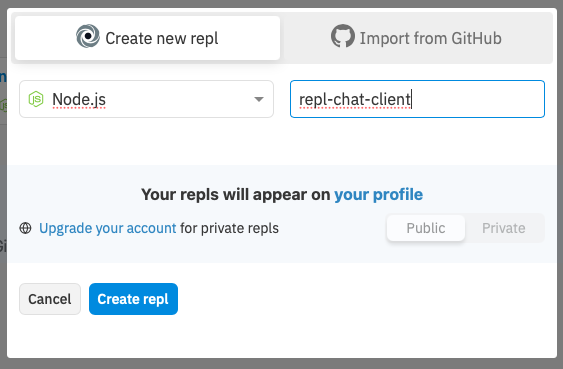 Create new repl
Import from GitHub
Node.js
repl-chat-client
Your repls will appear on your profile
Upgrade your account for private repls
Public
Private
Cancel
Create repl